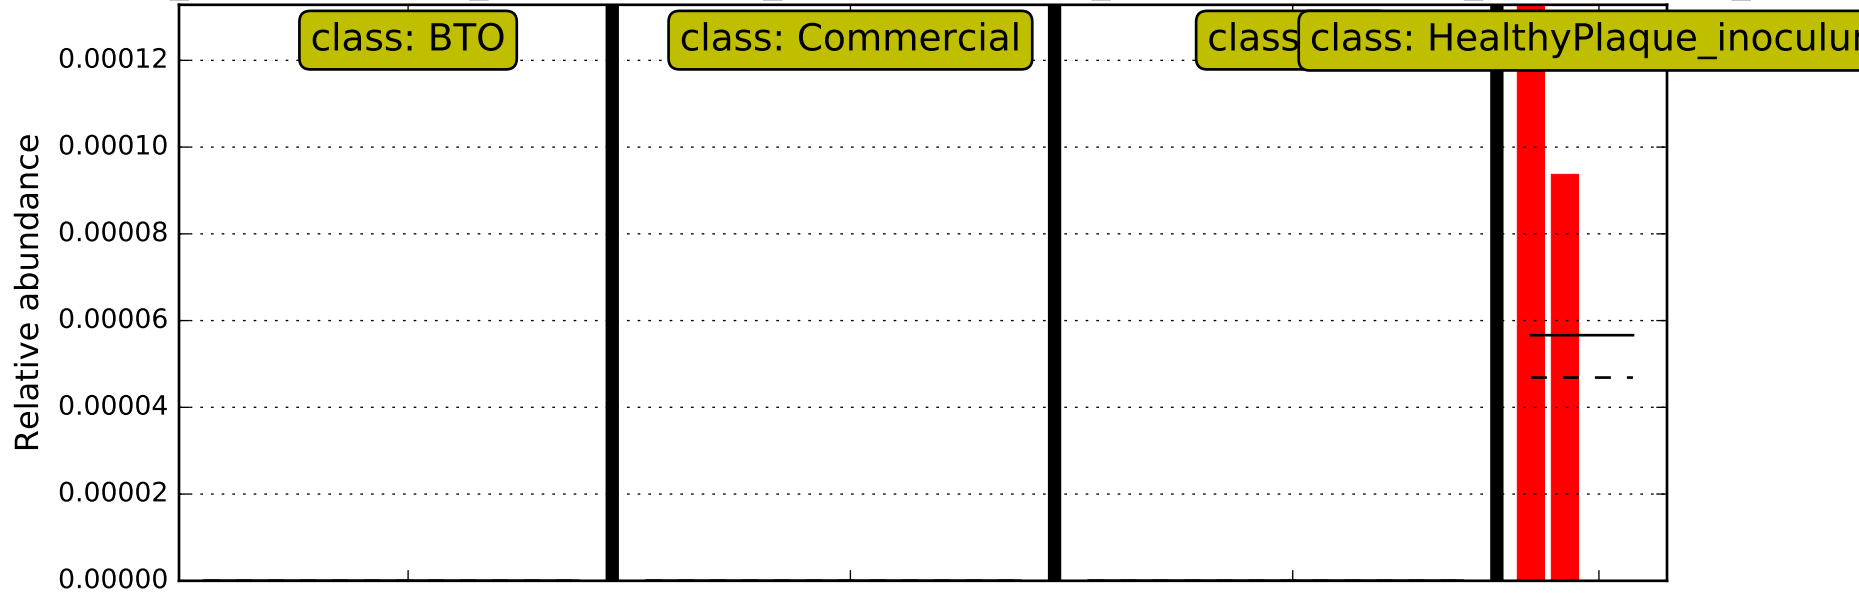 class: BTO
class: Commercial
class
class: HealthyPlaque_inoculu
0.00012
0.00010
0.00008
0.00006
0.00004
0.00002
0.00000
Relative abundance